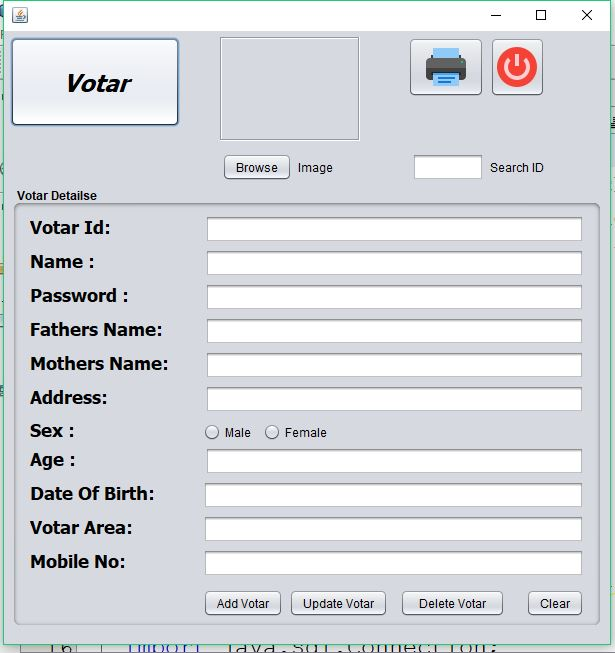 Votar
Browse Image Search ID
Votar Detailse
Votar Id:
Name :
Password :
Fathers Name:
Mothers Name:
Address:
Sex : Male Female
Age :
Date Of Birth:
Votar Area:
Mobile No:
Add Votar Update Votar Delete Votar Clear
16 import java.sql.Connection;